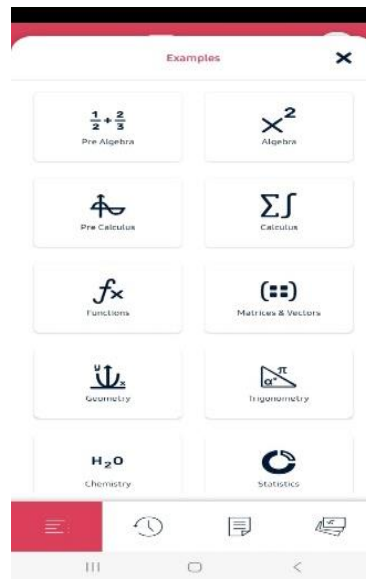 Examples
1/2 + 2/3
x²
Pre Algebra
Algebra
Σ∫
Pre Calculus
Calculus
fx
Functions
Matrices & Vectors
y x
α° π
Geometry
Trigonometry
H₂O
Chemistry
Statistics